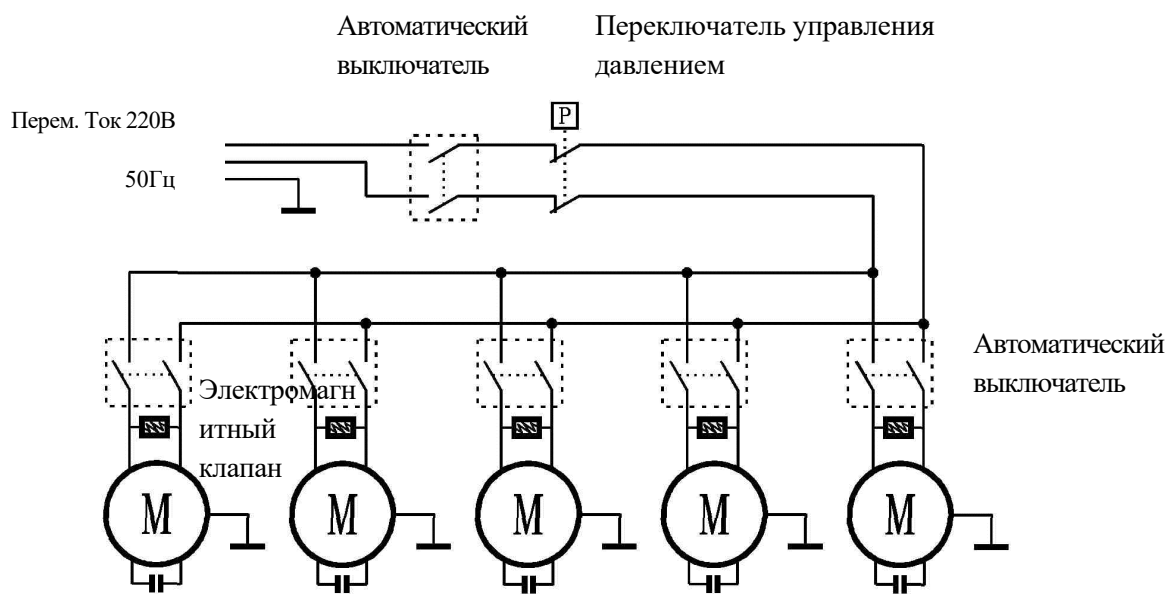 Автоматический
выключатель
Переключатель управления
давлением
Перем. Ток 220В
P
50Гц
Автоматический
выключатель
Электромагн
итный
клапан
M
M
M
M
M